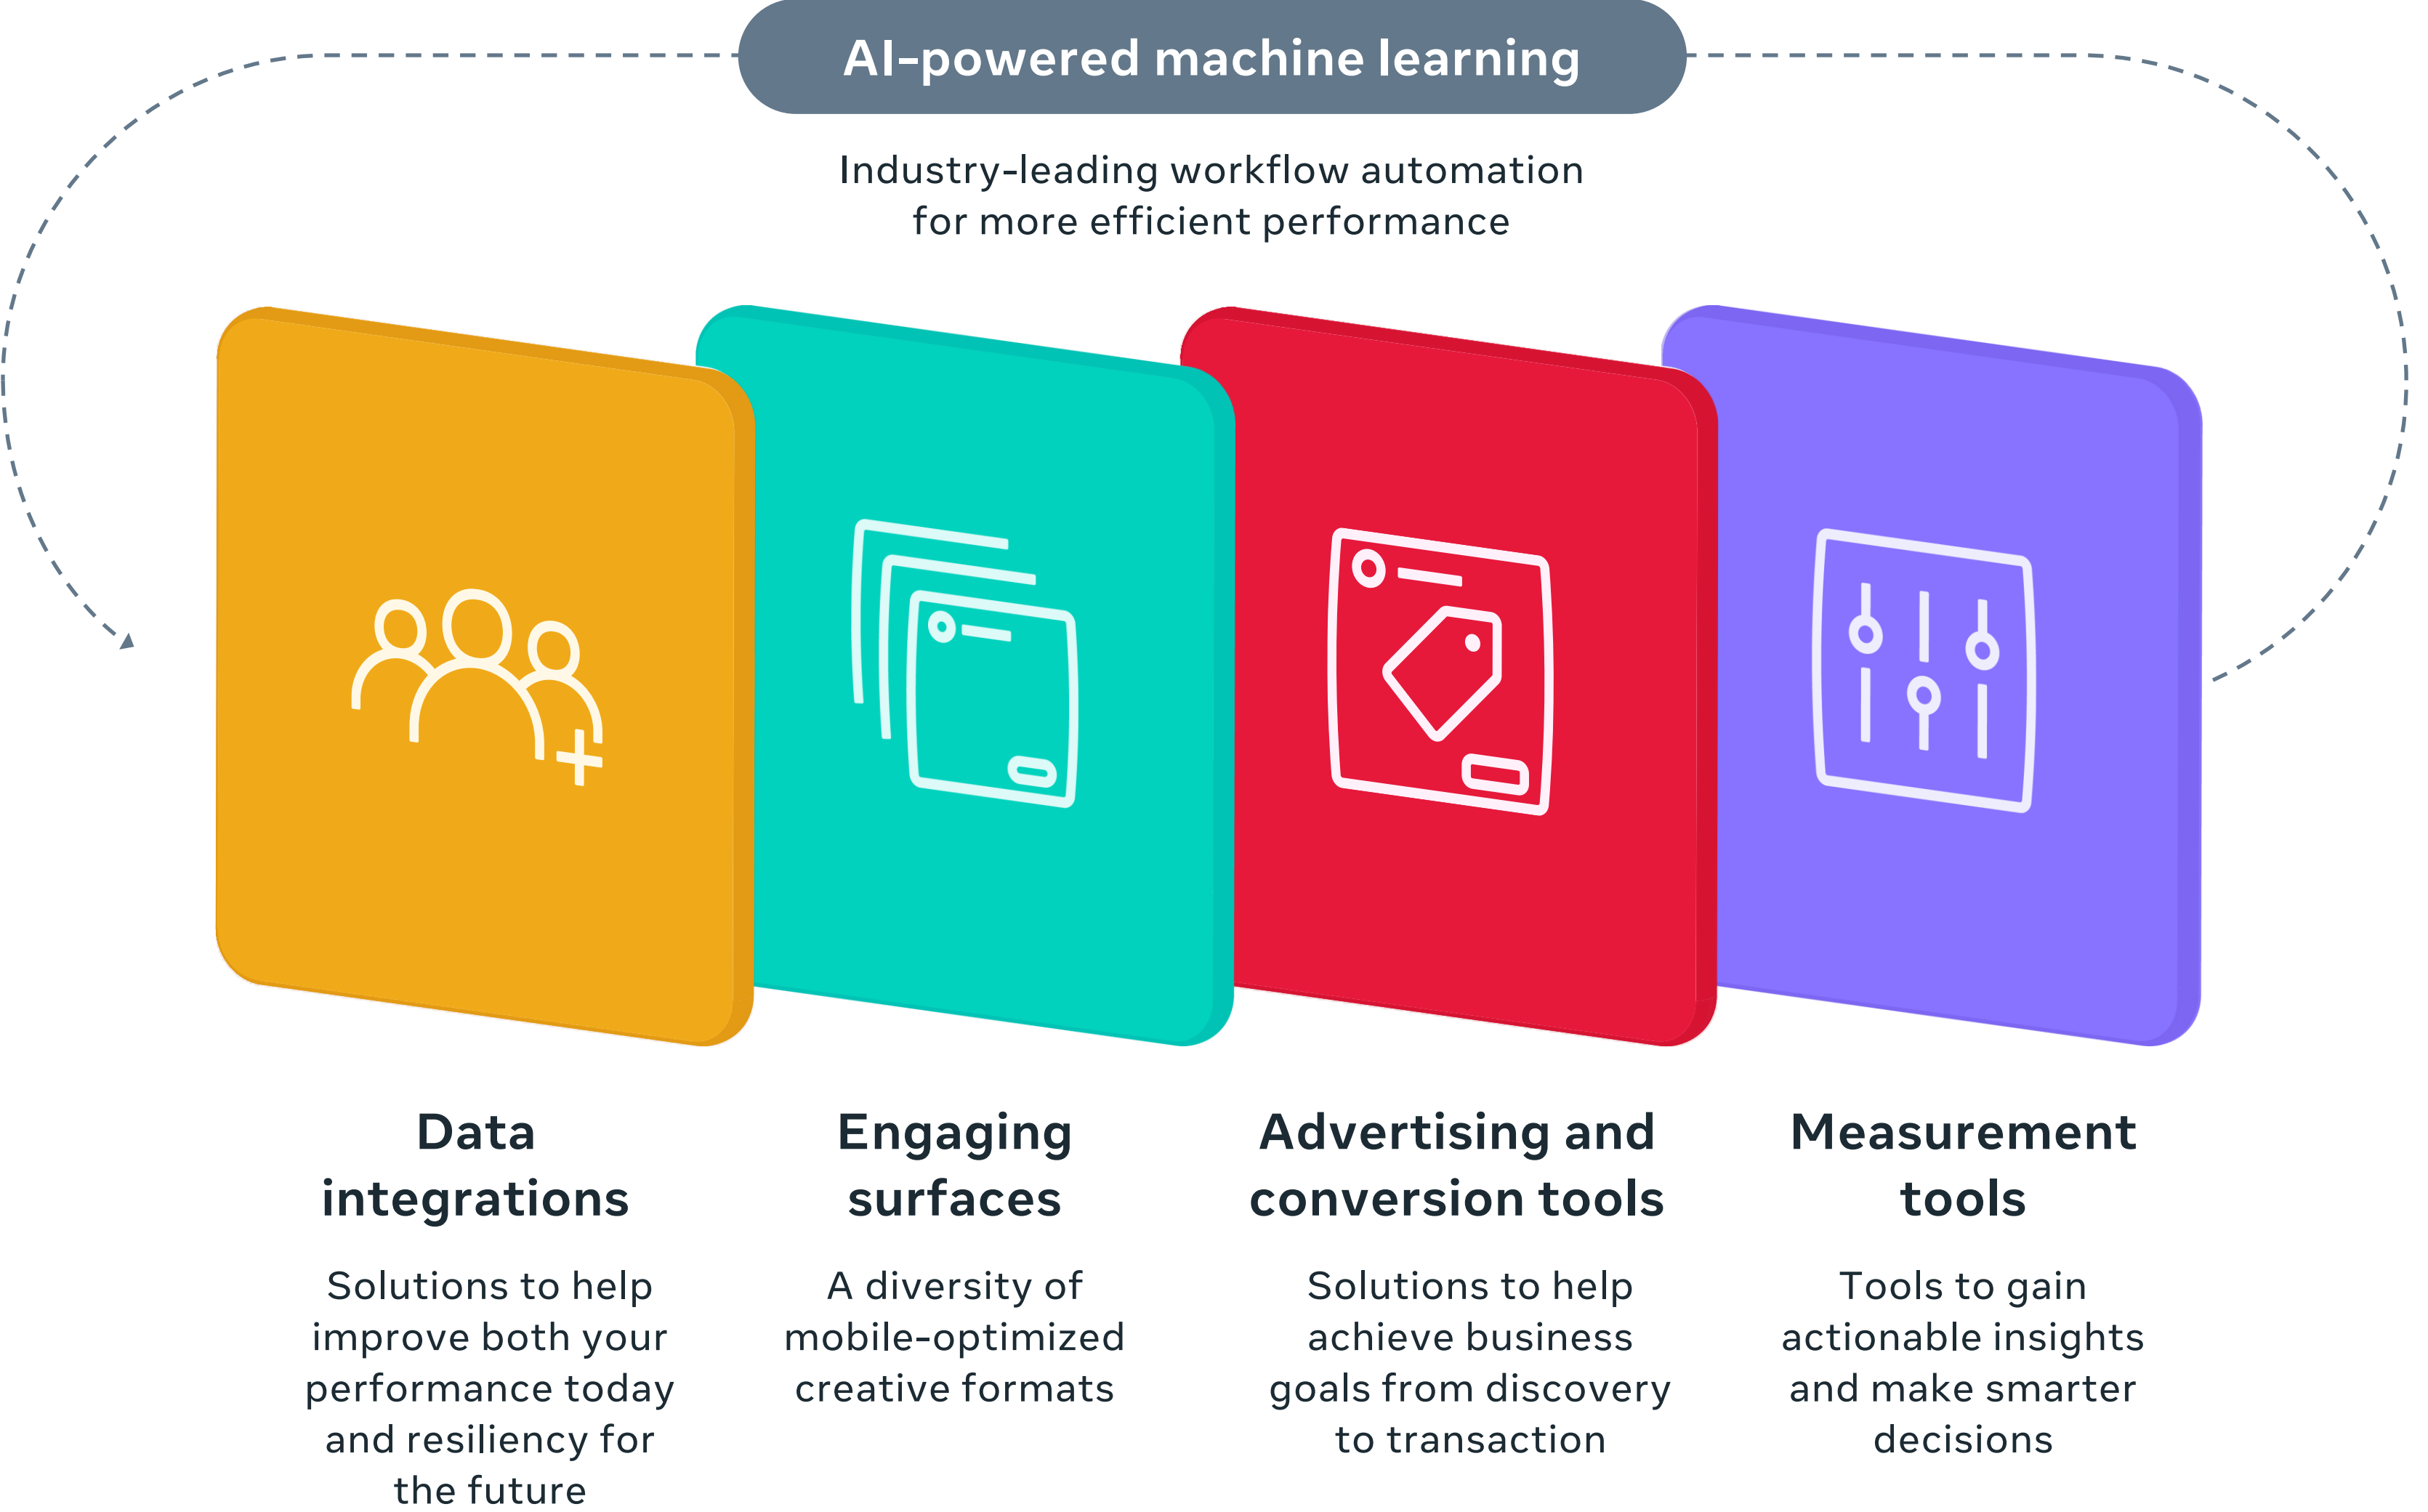 AI-powered machine learning
Industry-leading workflow automation
for more efficient performance
Data
integrations
Solutions to help
improve both your
performance today
and resiliency for
the future
Engaging
surfaces
A diversity of
mobile-optimized
creative formats
Advertising and
conversion tools
Solutions to help
achieve business
goals from discovery
to transaction
Measurement
tools
Tools to gain
actionable insights
and make smarter
decisions